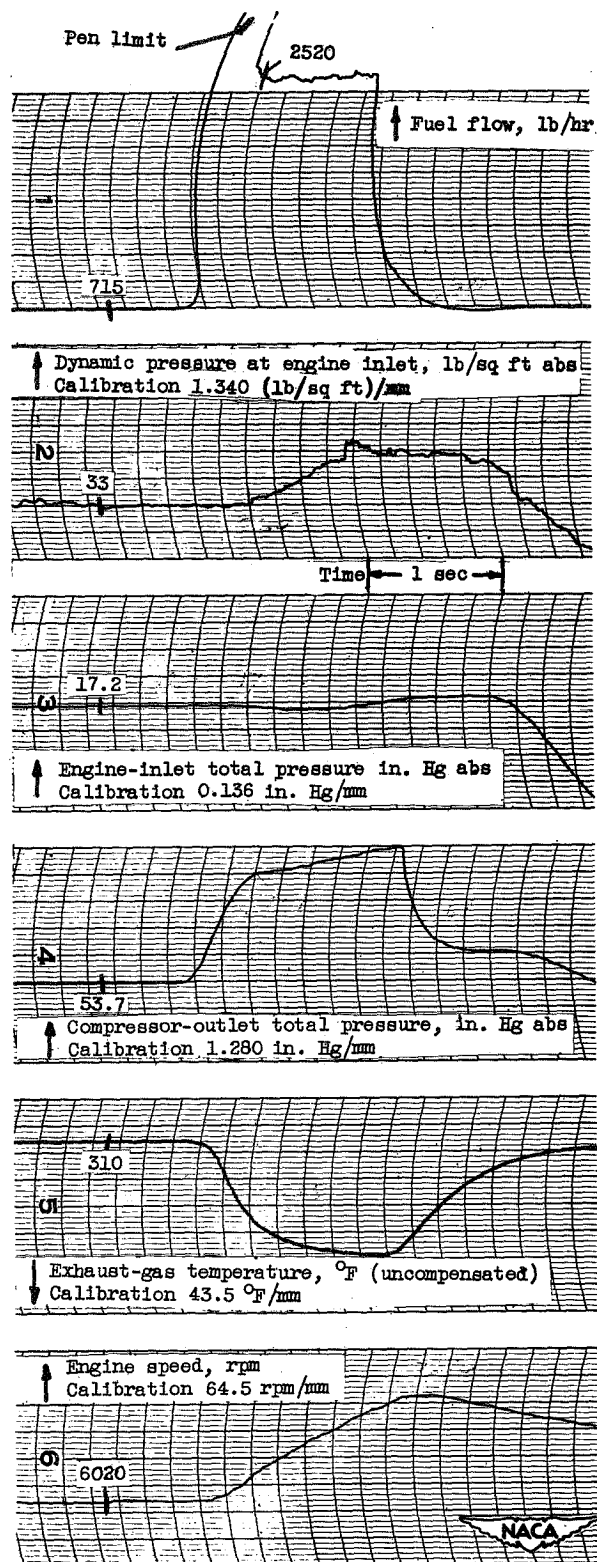 Pen limit
2520
Fuel flow, lb/hr
1
715
Dynamic pressure at engine inlet, lb/sq ft abs
Calibration 1.340 (lb/sq ft)/mm
2
33
Time 1 sec
17.2
3
Engine-inlet total pressure in. Hg abs
Calibration 0.136 in. Hg/mm
4
53.7
Compressor-outlet total pressure, in. Hg abs
Calibration 1.280 in. Hg/mm
310
5
Exhaust-gas temperature, °F (uncompensated)
Calibration 43.5 °F/mm
Engine speed, rpm
Calibration 64.5 rpm/mm
6
6020
NACA